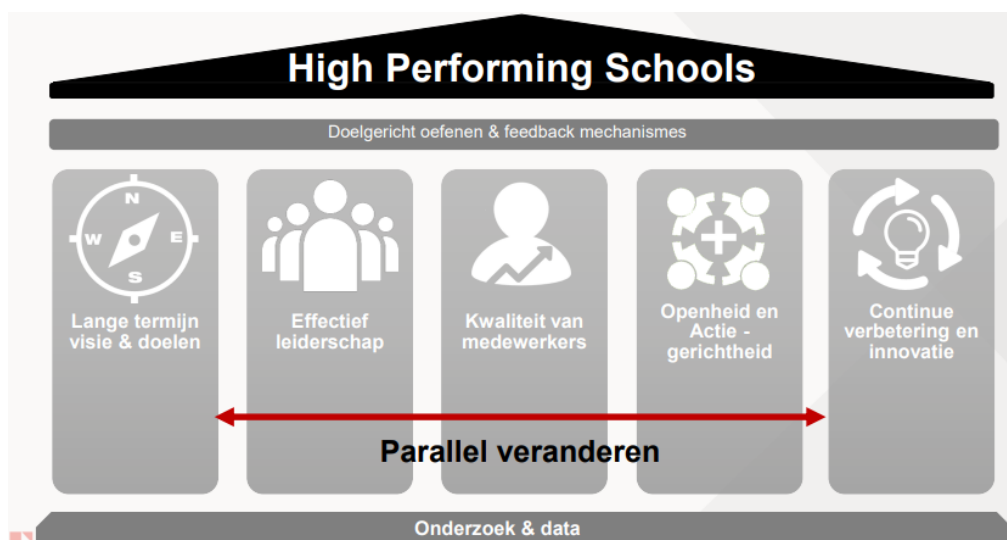 High Performing Schools
Doelgericht oefenen & feedback mechanismes
N
W
E
S
Lange termijn
visie & doelen
Effectief
leiderschap
Kwaliteit van
medewerkers
Openheid en
Actie -
gerichtheid
Continue
verbetering en
innovatie
Parallel veranderen
Onderzoek & data